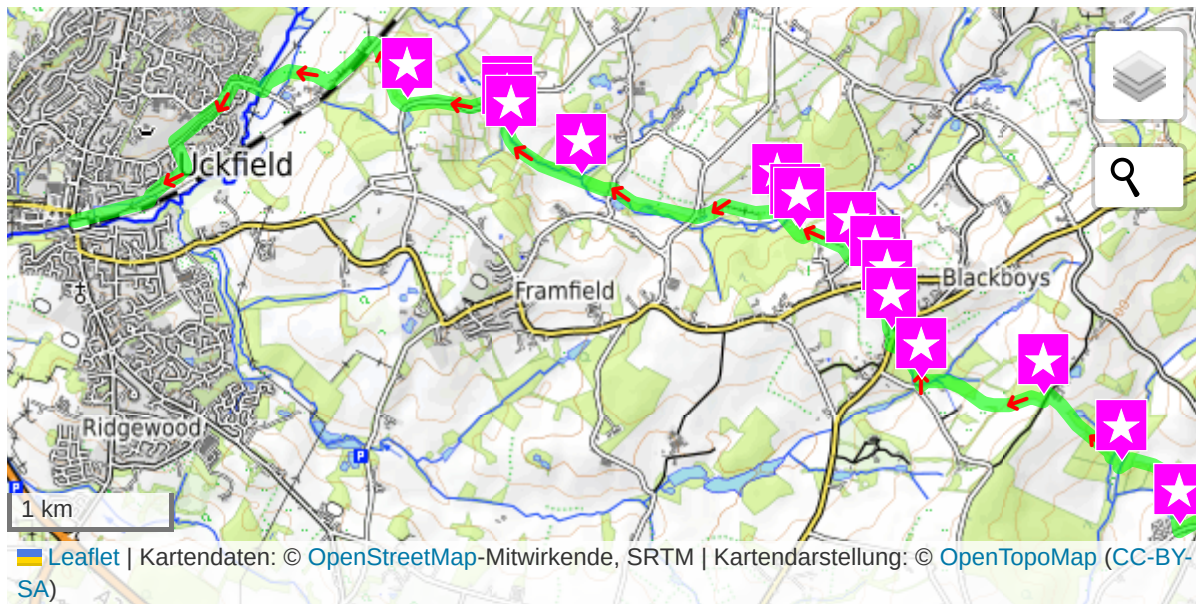 Uckfield
Blackboys
Framfield
Ridgewood
P
P
1 km
Leaflet | Kartendaten: © OpenStreetMap-Mitwirkende, SRTM | Kartendarstellung: © OpenTopoMap (CC-BY-
SA)